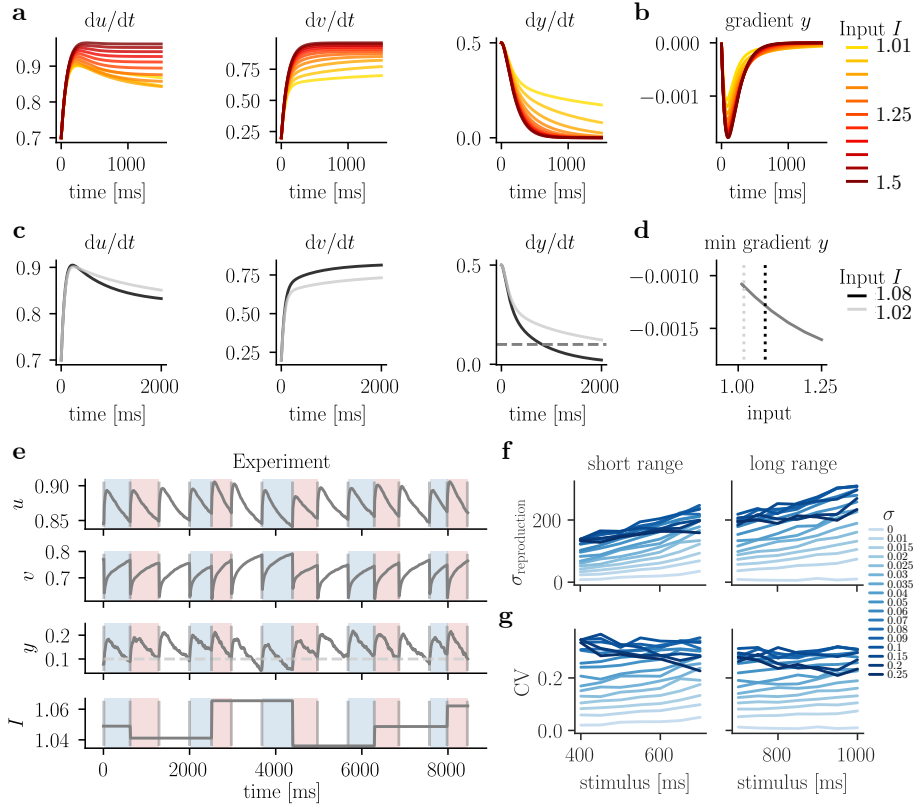 a
du/dt
dv/dt
dy/dt
b
gradient y
Input I
0.9
0.8
0.7
0.75
0.50
0.25
0.5
0.0
0.000
−0.001
1.01
1.25
1.5
0 1000
0 1000
0 1000
0 1000
time [ms]
time [ms]
time [ms]
time [ms]
c
du/dt
dv/dt
dy/dt
d
min gradient y
Input I
1.08
1.02
0.9
0.8
0.7
0.75
0.50
0.25
0.5
0.0
−0.0010
−0.0015
0 2000
0 2000
0 2000
1.00 1.25
time [ms]
time [ms]
time [ms]
input
e
Experiment
u
0.90
0.85
v
0.8
0.7
y
0.2
0.1
I
1.06
1.04
0 2000 4000 6000 8000
time [ms]
f
short range
long range
σreproduction
200
0
g
CV
0.2
0.0
400 600
800 1000
stimulus [ms]
stimulus [ms]
σ
0
0.01
0.015
0.02
0.025
0.03
0.035
0.04
0.05
0.06
0.07
0.08
0.09
0.1
0.15
0.2
0.25